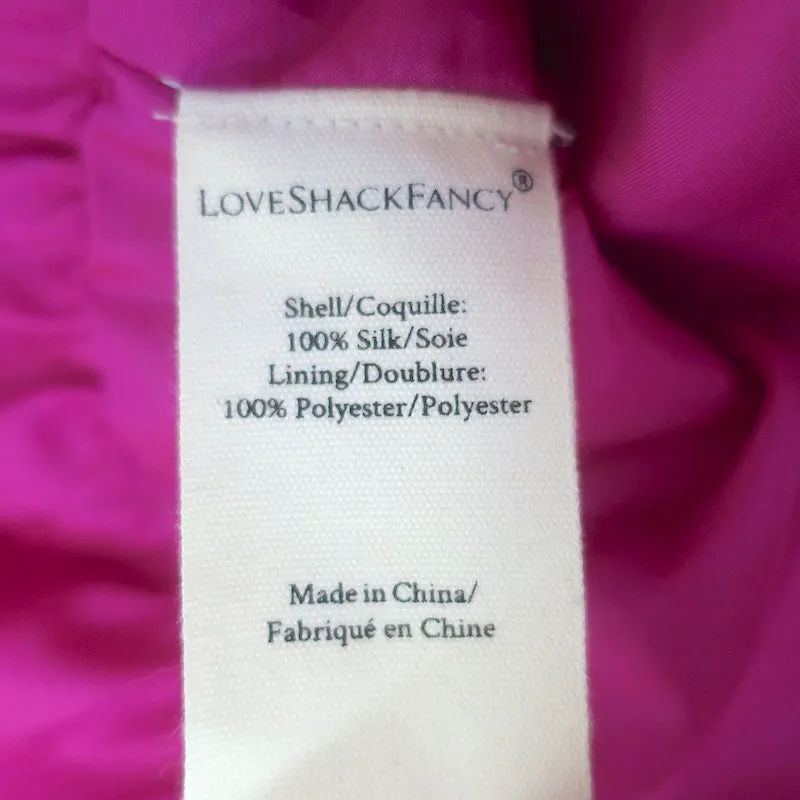 LOVESHACKFANCY®
Shell/Coquille:
100% Silk/Soie
Lining/Doublure:
100% Polyester/Polyester
Made in China/
Fabriqué en Chine